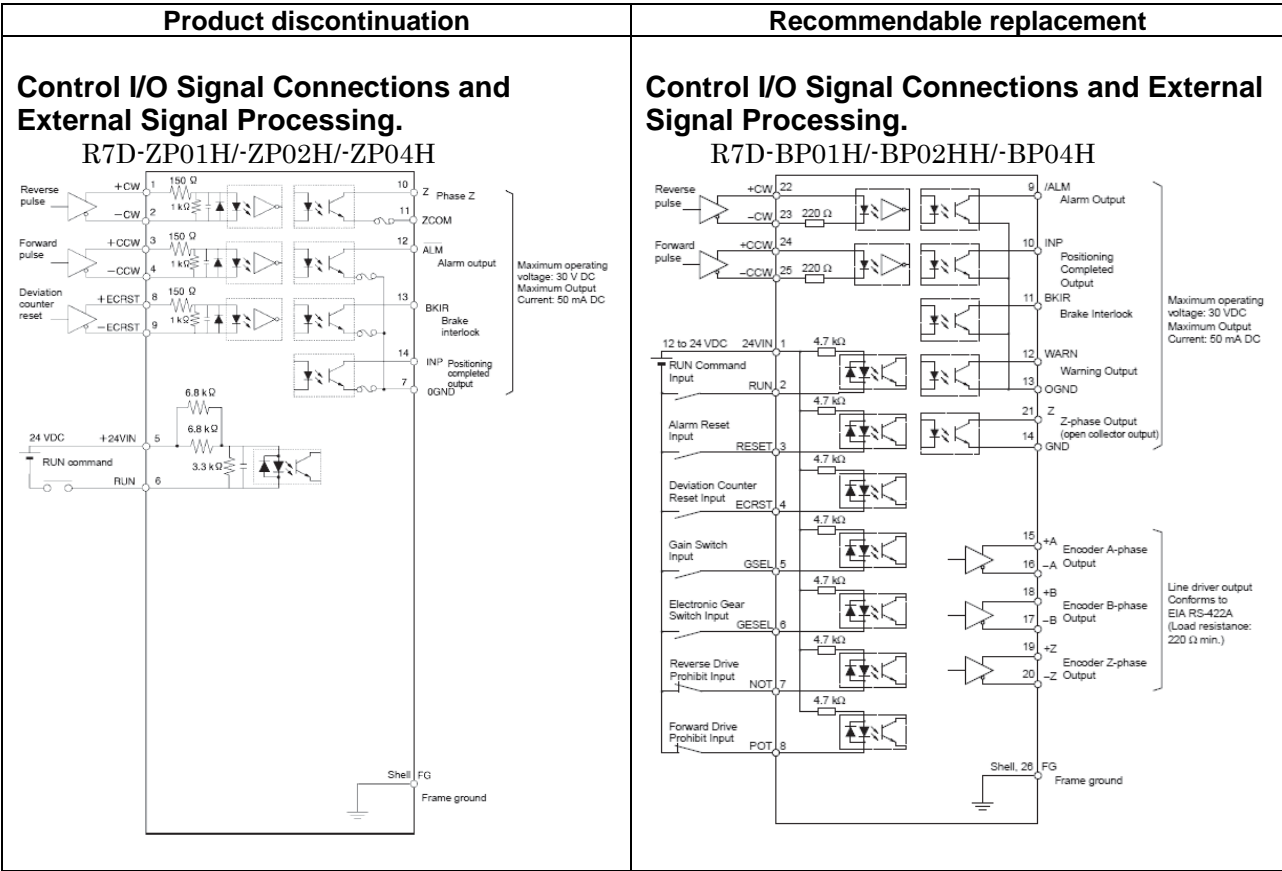 Product discontinuation
Recommendable replacement
Control I/O Signal Connections and
External Signal Processing.
R7D-ZP01H/-ZP02H/-ZP04H
Reverse
pulse
+CW
1
150 Ω
1 kΩ
−CW
2
10
Z
Phase Z
11
ZCOM
Forward
pulse
+CCW
3
150 Ω
1 kΩ
−CCW
4
12
ALM
Alarm output
Deviation
counter
reset
+ECRST
8
150 Ω
1 kΩ
−ECRST
9
13
BKIR
Brake
interlock
14
INP
Positioning
completed
output
7
0GND
Maximum operating
voltage: 30 V DC
Maximum Output
Current: 50 mA DC
6.8 kΩ
6.8 kΩ
24 VDC
+24VIN
5
3.3 kΩ
RUN command
RUN
6
Shell
FG
Frame ground
Control I/O Signal Connections and External
Signal Processing.
R7D-BP01H/-BP02HH/-BP04H
Reverse
pulse
+CW
22
−CW
23
220 Ω
Forward
pulse
+CCW
24
−CCW
25
220 Ω
9
/ALM
Alarm Output
10
INP
Positioning
Completed
Output
11
BKIR
Brake Interlock
12
WARN
Warning Output
13
OGND
21
Z
Z-phase Output
(open collector output)
14
GND
Maximum operating
voltage: 30 VDC
Maximum Output
Current: 50 mA DC
12 to 24 VDC
24VIN
1
4.7 kΩ
RUN Command
Input
RUN
2
4.7 kΩ
Alarm Reset
Input
RESET
3
4.7 kΩ
Deviation Counter
Reset Input
ECRST
4
4.7 kΩ
Gain Switch
Input
GSEL
5
4.7 kΩ
Electronic Gear
Switch Input
GESEL
6
4.7 kΩ
Reverse Drive
Prohibit Input
NOT
7
4.7 kΩ
Forward Drive
Prohibit Input
POT
8
15
+A
Encoder A-phase
Output
16
−A
18
+B
Encoder B-phase
Output
17
−B
19
+Z
Encoder Z-phase
Output
20
−Z
Line driver output
Conforms to
EIA RS-422A
(Load resistance:
220 Ω min.)
Shell, 26
FG
Frame ground